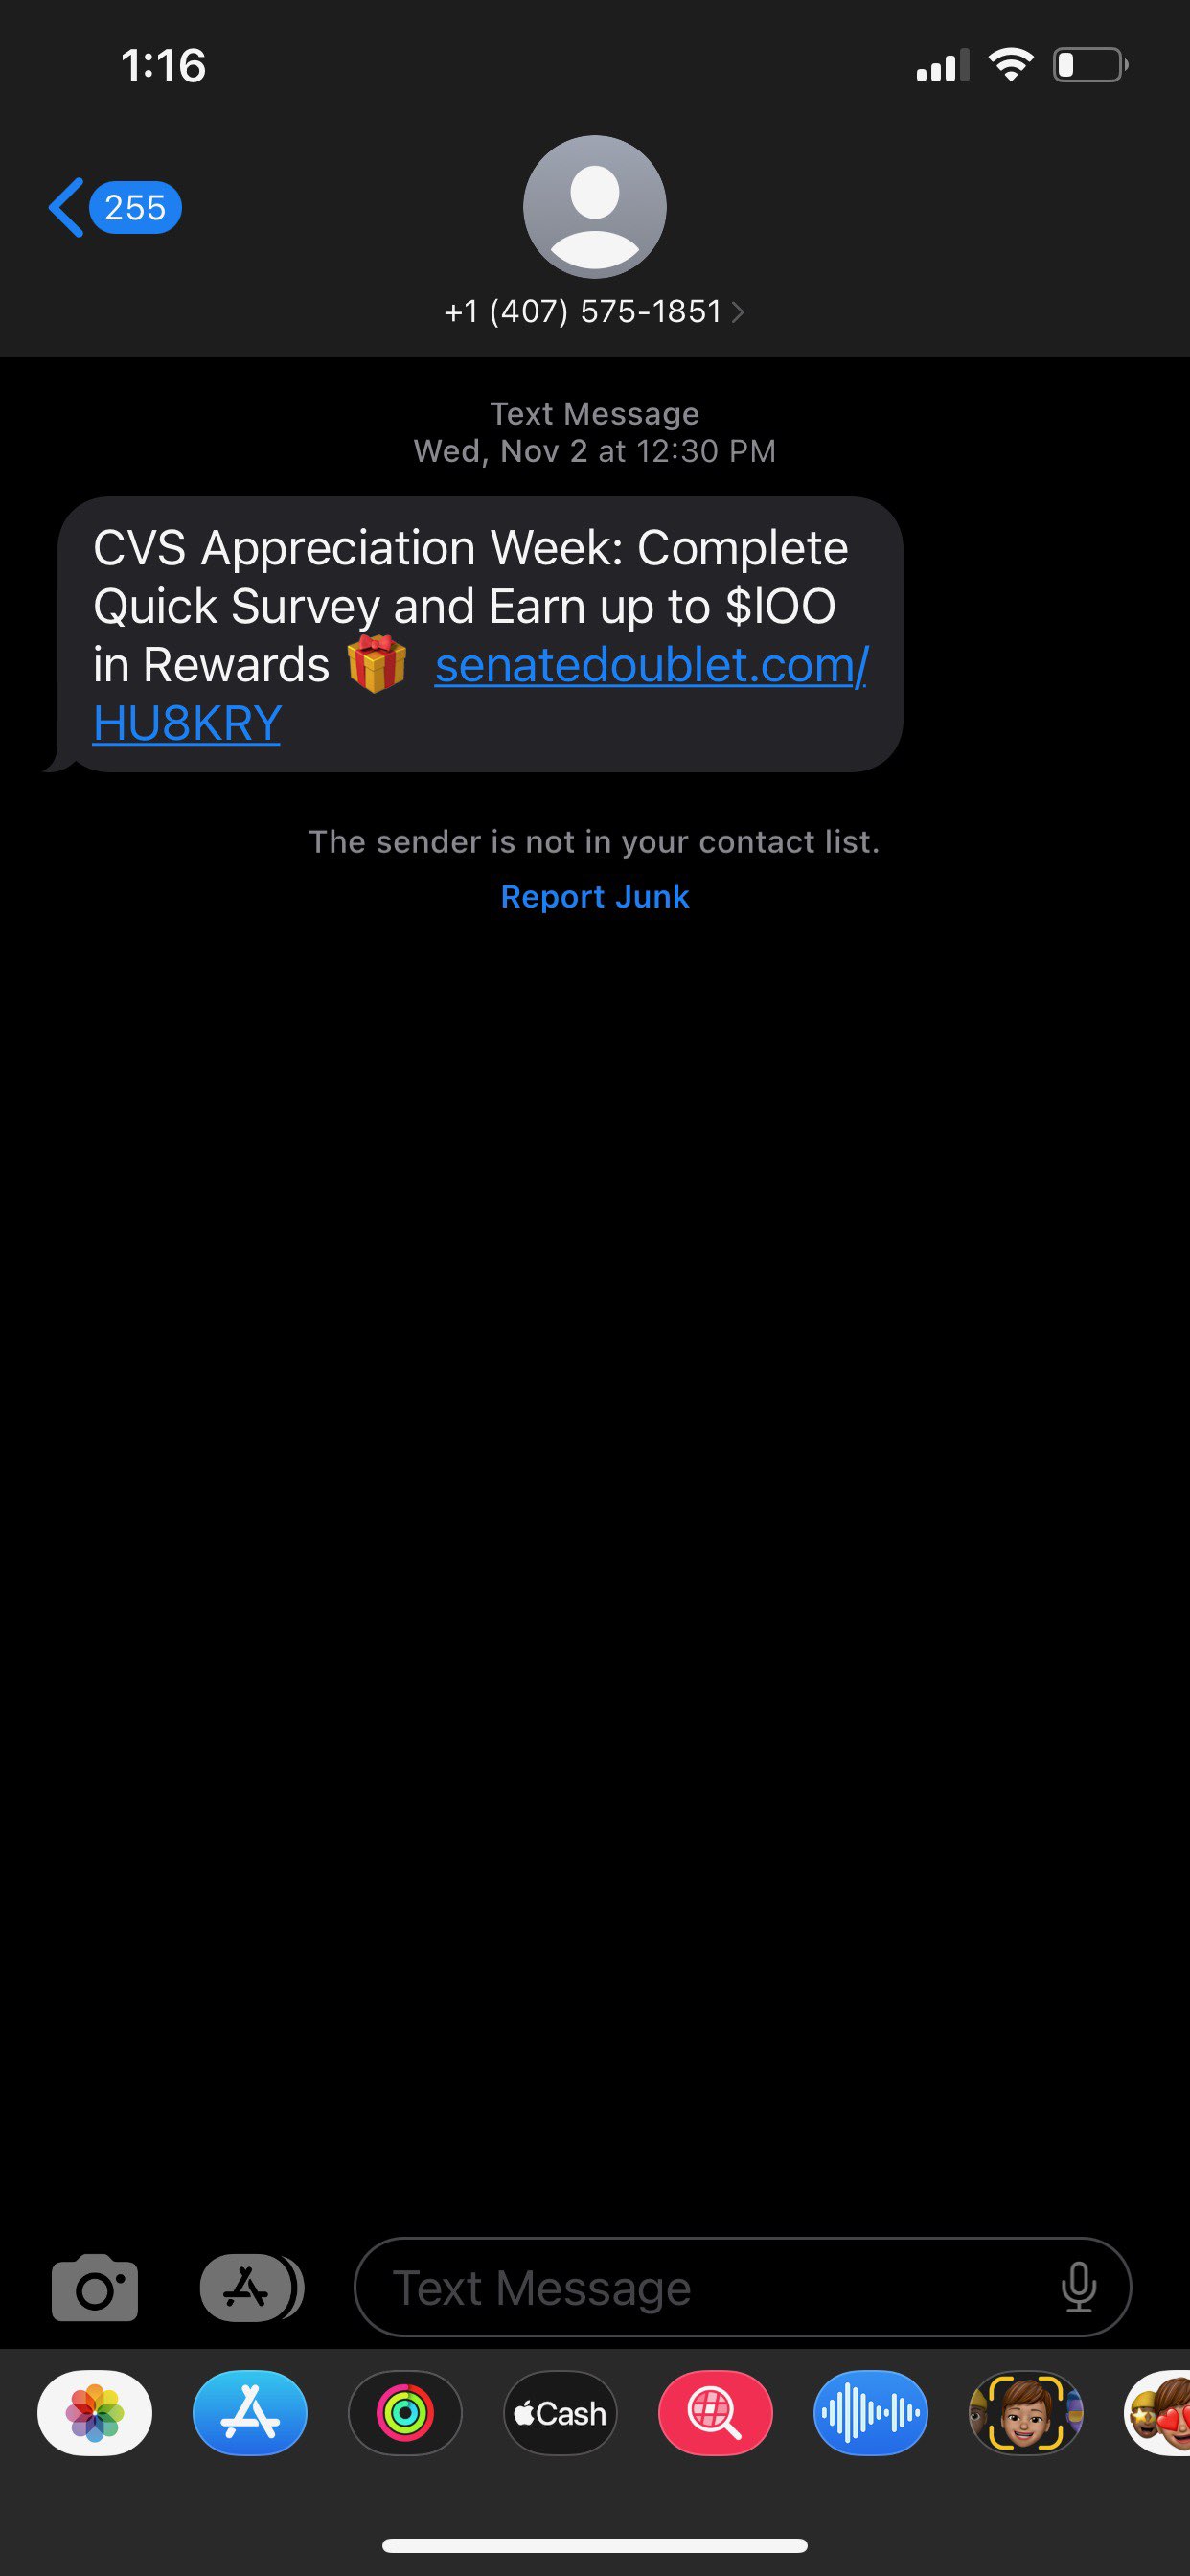 1:16
255
+1 (407) 575-1851
Text Message
Wed, Nov 2 at 12:30 PM
CVS Appreciation Week: Complete
Quick Survey and Earn up to $lOO
in Rewards 🎁 senatedoublet.com/
HU8KRY
The sender is not in your contact list.
Report Junk
Text Message
Cash